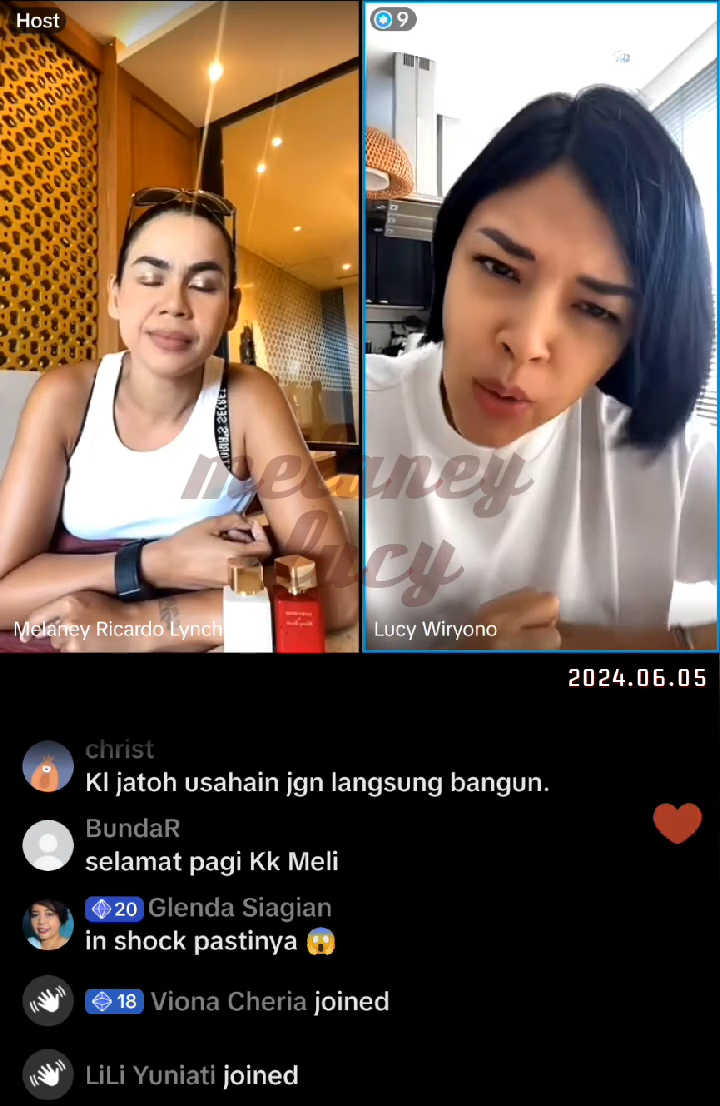 Host
9
melaney
lucy
Melaney Ricardo Lynch
Lucy Wiryono
2024.06.05
christ
Kl jatoh usahain jgn langsung bangun.
BundaR
selamat pagi Kk Meli
20 Glenda Siagian
in shock pastinya 😱
18 Viona Cheria joined
LiLi Yuniati joined